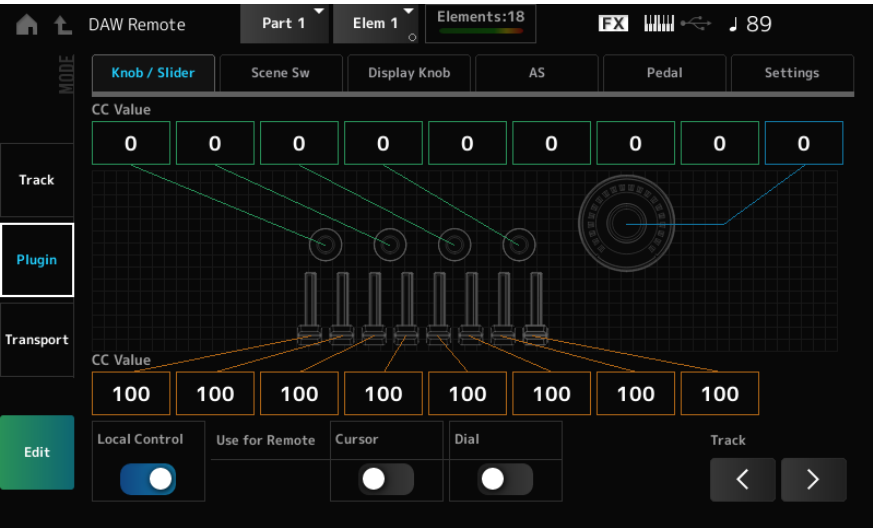 DAW Remote
Part 1
Elem 1
Elements:18
FX
♩ 89
MODE
Knob / Slider
Scene Sw
Display Knob
AS
Pedal
Settings
CC Value
0 0 0 0 0 0 0 0 0
Track
Plugin
Transport
CC Value
100 100 100 100 100 100 100 100
Edit
Local Control
Use for Remote
Cursor
Dial
Track